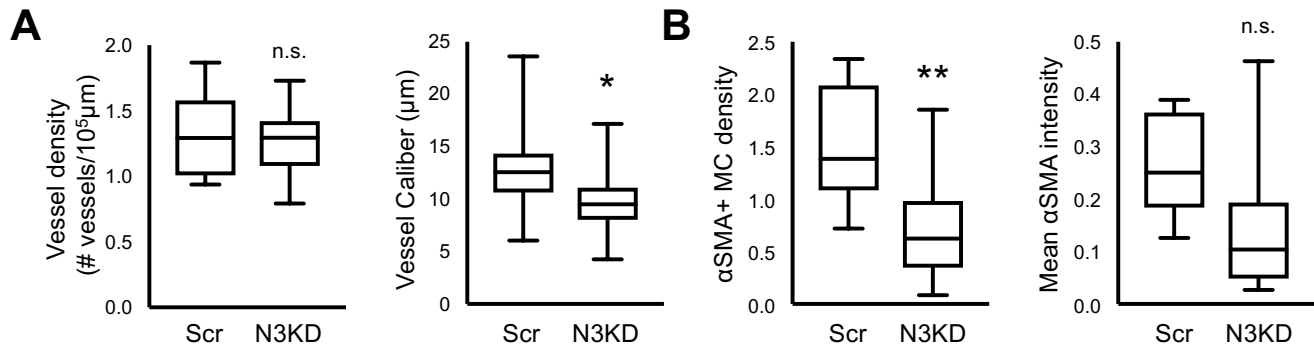 A
Vessel density
(# vessels/10⁵µm)
2.0
1.5
1.0
0.5
0.0
n.s.
Scr N3KD
Vessel Caliber (µm)
25
20
15
10
5
0
*
Scr N3KD
B
αSMA+ MC density
2.5
2.0
1.5
1.0
0.5
0.0
**
Scr N3KD
Mean αSMA intensity
0.5
0.4
0.3
0.2
0.1
0.0
n.s.
Scr N3KD